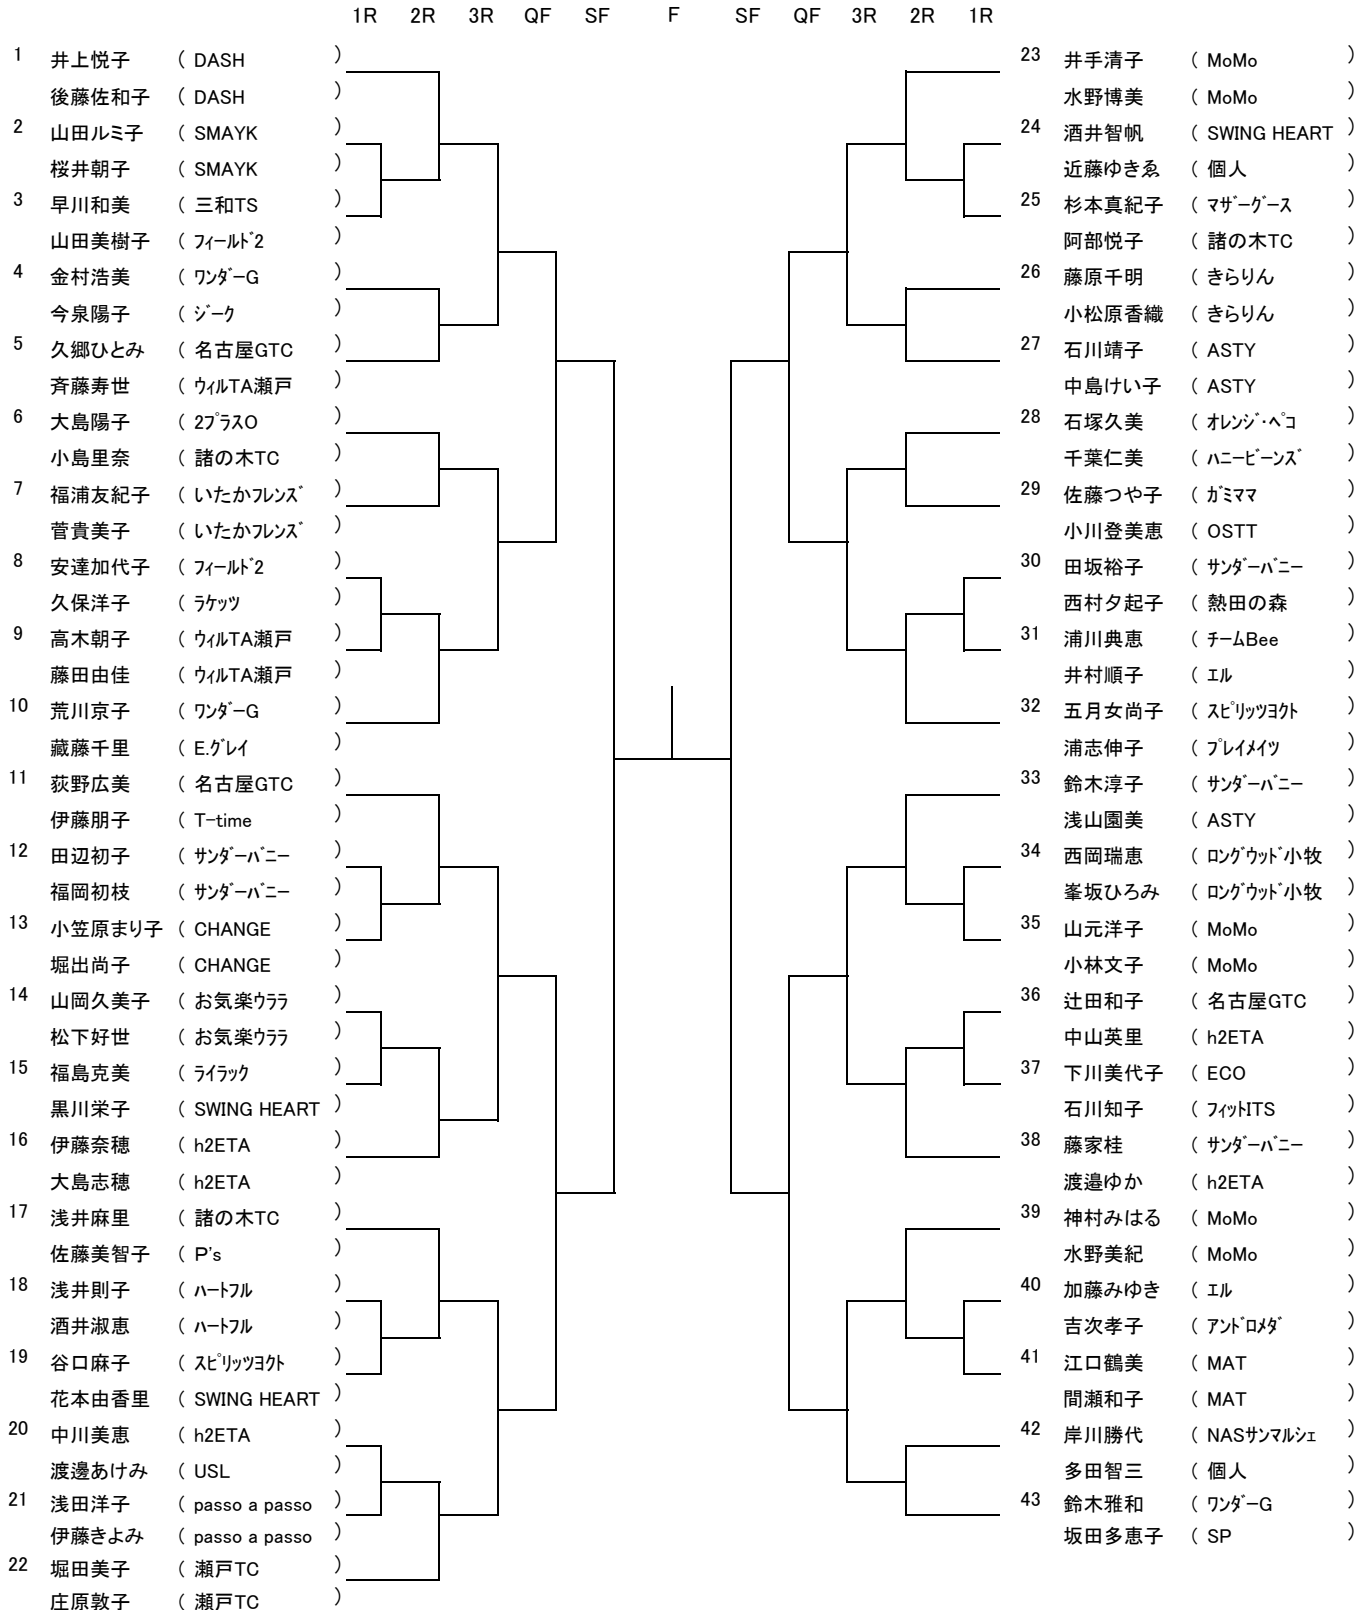 1R 2R 3R QF SF F SF QF 3R 2R 1R
1 井上悦子 ( DASH )
後藤佐和子 ( DASH )
2 山田ルミ子 ( SMAYK )
桜井朝子 ( SMAYK )
3 早川和美 ( 三和TS )
山田美樹子 ( ﾌｨｰﾙﾄﾞ2 )
4 金村浩美 ( ﾜﾝﾀﾞｰG )
今泉陽子 ( ｼﾞｰｸ )
5 久郷ひとみ ( 名古屋GTC )
斉藤寿世 ( ｳｨﾙTA瀬戸 )
6 大島陽子 ( 2ﾌﾟﾗｽO )
小島里奈 ( 諸の木TC )
7 福浦友紀子 ( いたかﾌﾚﾝｽﾞ )
菅貴美子 ( いたかﾌﾚﾝｽﾞ )
8 安達加代子 ( ﾌｨｰﾙﾄﾞ2 )
久保洋子 ( ﾗｹｯﾂ )
9 高木朝子 ( ｳｨﾙTA瀬戸 )
藤田由佳 ( ｳｨﾙTA瀬戸 )
10 荒川京子 ( ﾜﾝﾀﾞｰG )
藏藤千里 ( E.ｸﾞﾚｲ )
11 荻野広美 ( 名古屋GTC )
伊藤朋子 ( T-time )
12 田辺初子 ( ｻﾝﾀﾞｰﾊﾞﾆｰ )
福岡初枝 ( ｻﾝﾀﾞｰﾊﾞﾆｰ )
13 小笠原まり子 ( CHANGE )
堀出尚子 ( CHANGE )
14 山岡久美子 ( お気楽ｳﾗﾗ )
松下好世 ( お気楽ｳﾗﾗ )
15 福島克美 ( ﾗｲﾗｯｸ )
黒川栄子 ( SWING HEART )
16 伊藤奈穂 ( h2ETA )
大島志穂 ( h2ETA )
17 浅井麻里 ( 諸の木TC )
佐藤美智子 ( P's )
18 浅井則子 ( ﾊｰﾄﾌﾙ )
酒井淑恵 ( ﾊｰﾄﾌﾙ )
19 谷口麻子 ( ｽﾋﾟﾘｯﾂﾖｸﾄ )
花本由香里 ( SWING HEART )
20 中川美恵 ( h2ETA )
渡邊あけみ ( USL )
21 浅田洋子 ( passo a passo )
伊藤きよみ ( passo a passo )
22 堀田美子 ( 瀬戸TC )
庄原敦子 ( 瀬戸TC )
23 井手清子 ( MoMo )
水野博美 ( MoMo )
24 酒井智帆 ( SWING HEART )
近藤ゆきゑ ( 個人 )
25 杉本真紀子 ( ﾏｻﾞｰｸﾞｰｽ )
阿部悦子 ( 諸の木TC )
26 藤原千明 ( きらりん )
小松原香織 ( きらりん )
27 石川靖子 ( ASTY )
中島けい子 ( ASTY )
28 石塚久美 ( ｵﾚﾝｼﾞ･ﾍﾟｺ )
千葉仁美 ( ﾊﾆｰﾋﾞｰﾝｽﾞ )
29 佐藤つや子 ( ｶﾞﾐﾏﾏ )
小川登美恵 ( OSTT )
30 田坂裕子 ( ｻﾝﾀﾞｰﾊﾞﾆｰ )
西村夕起子 ( 熱田の森 )
31 浦川典恵 ( ﾁｰﾑBee )
井村順子 ( ｴﾙ )
32 五月女尚子 ( ｽﾋﾟﾘｯﾂﾖｸﾄ )
浦志伸子 ( ﾌﾟﾚｲﾒｲﾂ )
33 鈴木淳子 ( ｻﾝﾀﾞｰﾊﾞﾆｰ )
浅山園美 ( ASTY )
34 西岡瑞恵 ( ﾛﾝｸﾞｳｯﾄﾞ小牧 )
峯坂ひろみ ( ﾛﾝｸﾞｳｯﾄﾞ小牧 )
35 山元洋子 ( MoMo )
小林文子 ( MoMo )
36 辻田和子 ( 名古屋GTC )
中山英里 ( h2ETA )
37 下川美代子 ( ECO )
石川知子 ( ﾌｨｯﾄITS )
38 藤家桂 ( ｻﾝﾀﾞｰﾊﾞﾆｰ )
渡邉ゆか ( h2ETA )
39 神村みはる ( MoMo )
水野美紀 ( MoMo )
40 加藤みゆき ( ｴﾙ )
吉次孝子 ( ｱﾝﾄﾞﾛﾒﾀﾞ )
41 江口鶴美 ( MAT )
間瀬和子 ( MAT )
42 岸川勝代 ( NASｻﾝﾏﾙｼｪ )
多田智三 ( 個人 )
43 鈴木雅和 ( ﾜﾝﾀﾞｰG )
坂田多恵子 ( SP )